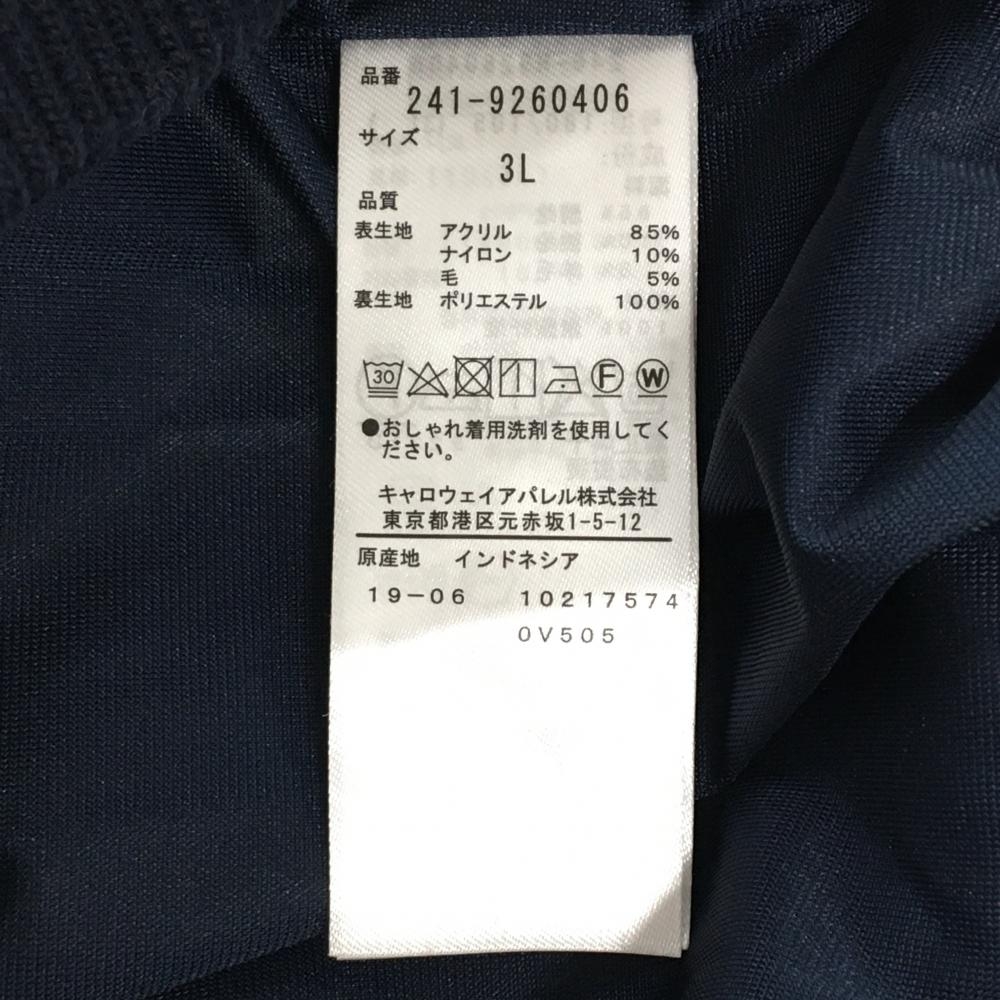 品番
241-9260406
サイズ
3L
品質
表生地 アクリル 85%
ナイロン 10%
毛 5%
裏生地 ポリエステル 100%
30 F W
●おしゃれ着用洗剤を使用してく
ださい。
キャロウェイアパレル株式会社
東京都港区元赤坂1-5-12
原産地 インドネシア
19-06 10217574
0V505